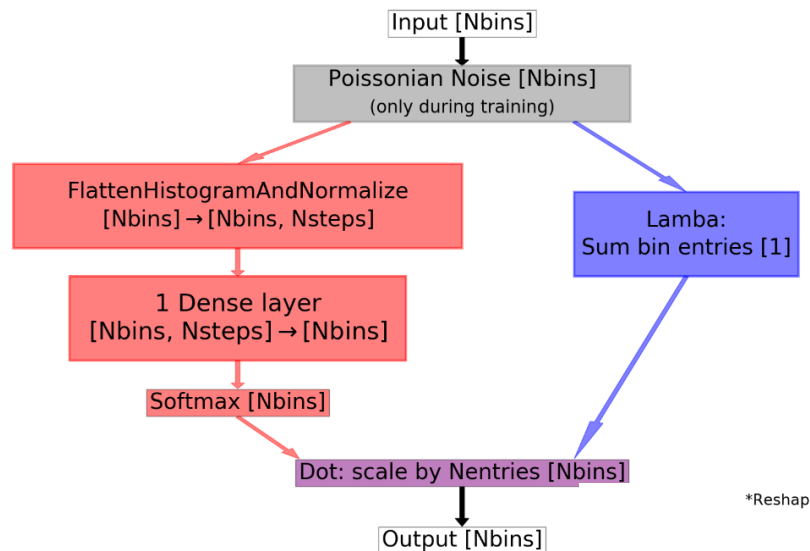 Input [Nbins]
Poissonian Noise [Nbins]
(only during training)
FlattenHistogramAndNormalize
[Nbins]→[Nbins, Nsteps]
Lamba:
Sum bin entries [1]
1 Dense layer
[Nbins, Nsteps]→[Nbins]
Softmax [Nbins]
Dot: scale by Nentries [Nbins]
*Reshap
Output [Nbins]